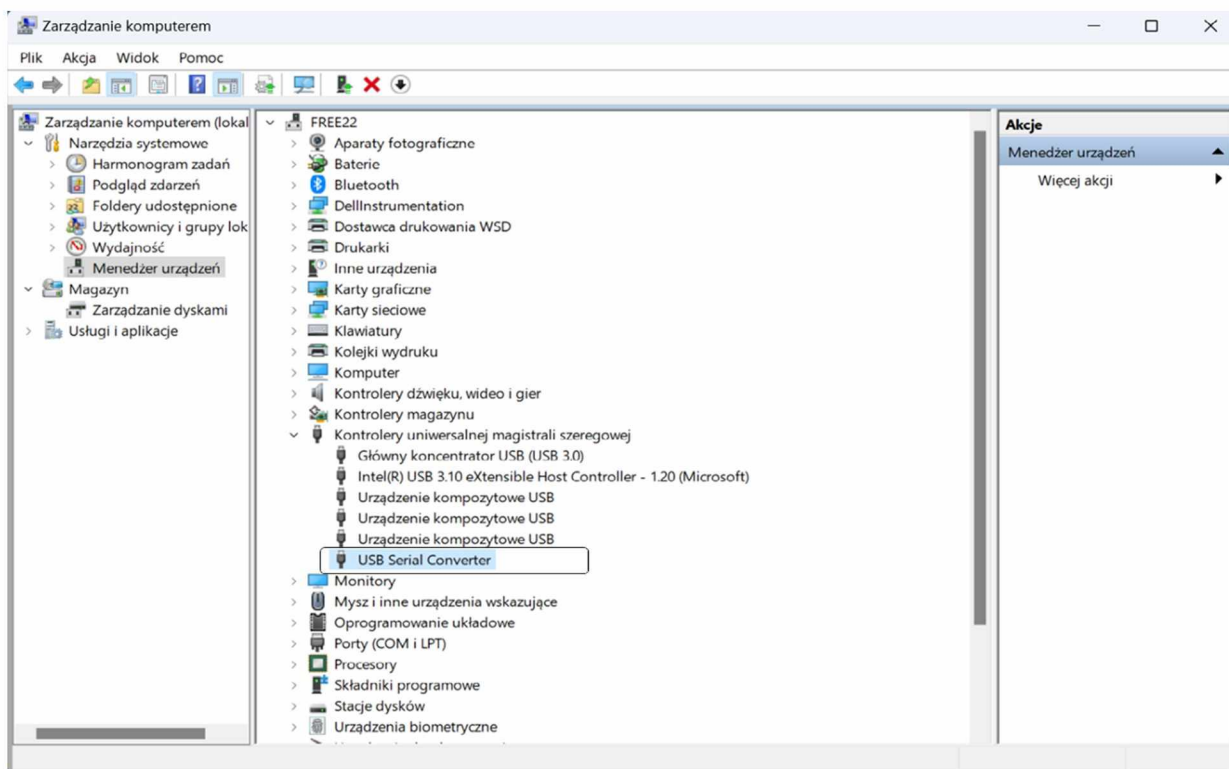 Zarządzanie komputerem
Plik Akcja Widok Pomoc
Zarządzanie komputerem (lokal
Narzędzia systemowe
Harmonogram zadań
Podgląd zdarzeń
Foldery udostępnione
Użytkownicy i grupy lok
Wydajność
Menedżer urządzeń
Magazyn
Zarządzanie dyskami
Usługi i aplikacje
FREE22
Aparaty fotograficzne
Baterie
Bluetooth
DellInstrumentation
Dostawca drukowania WSD
Drukarki
Inne urządzenia
Karty graficzne
Karty sieciowe
Klawiatury
Kolejki wydruku
Komputer
Kontrolery dźwięku, wideo i gier
Kontrolery magazynu
Kontrolery uniwersalnej magistrali szeregowej
Główny koncentrator USB (USB 3.0)
Intel(R) USB 3.10 eXtensible Host Controller - 1.20 (Microsoft)
Urządzenie kompozytowe USB
Urządzenie kompozytowe USB
Urządzenie kompozytowe USB
USB Serial Converter
Monitory
Mysz i inne urządzenia wskazujące
Oprogramowanie układowe
Porty (COM i LPT)
Procesory
Składniki programowe
Stacje dysków
Urządzenia biometryczne
Akcje
Menedżer urządzeń
Więcej akcji